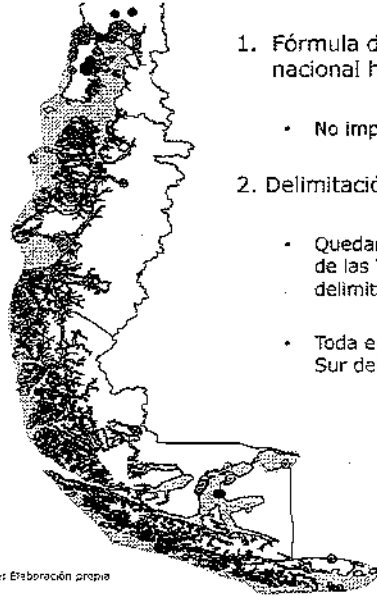 1. Fórmula d
nacional h
• No imp
2. Delimitació
• Quedar
de las
delimit
• Toda e
Sur de
Elaboración propia